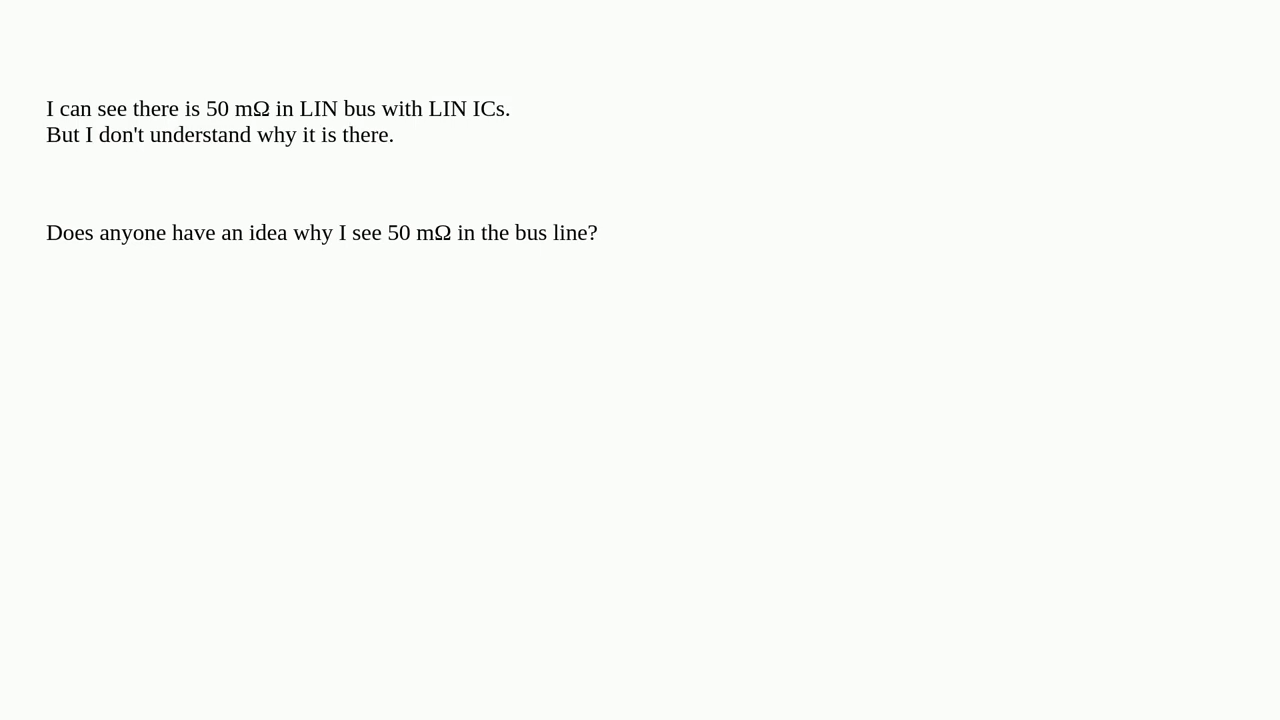 I can see there is 50 mΩ in LIN bus with LIN ICs.
But I don't understand why it is there.
Does anyone have an idea why I see 50 mΩ in the bus line?